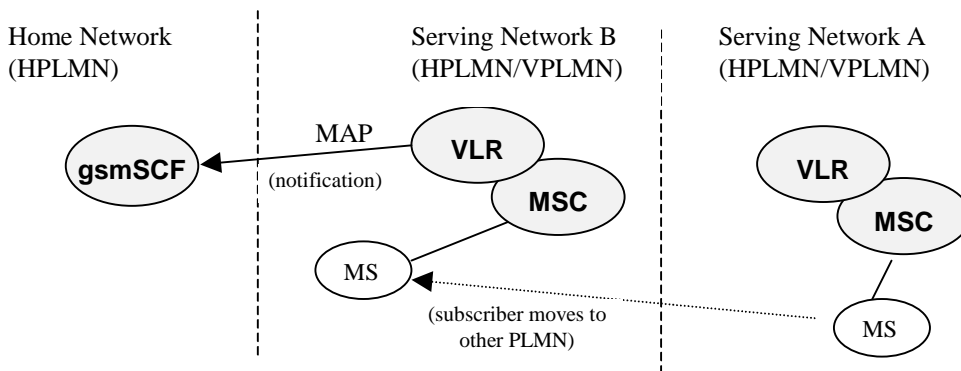 Home Network
(HPLMN)
Serving Network B
(HPLMN/VPLMN)
Serving Network A
(HPLMN/VPLMN)
gsmSCF
MAP
(notification)
VLR
MSC
MS
VLR
MSC
MS
(subscriber moves to
other PLMN)